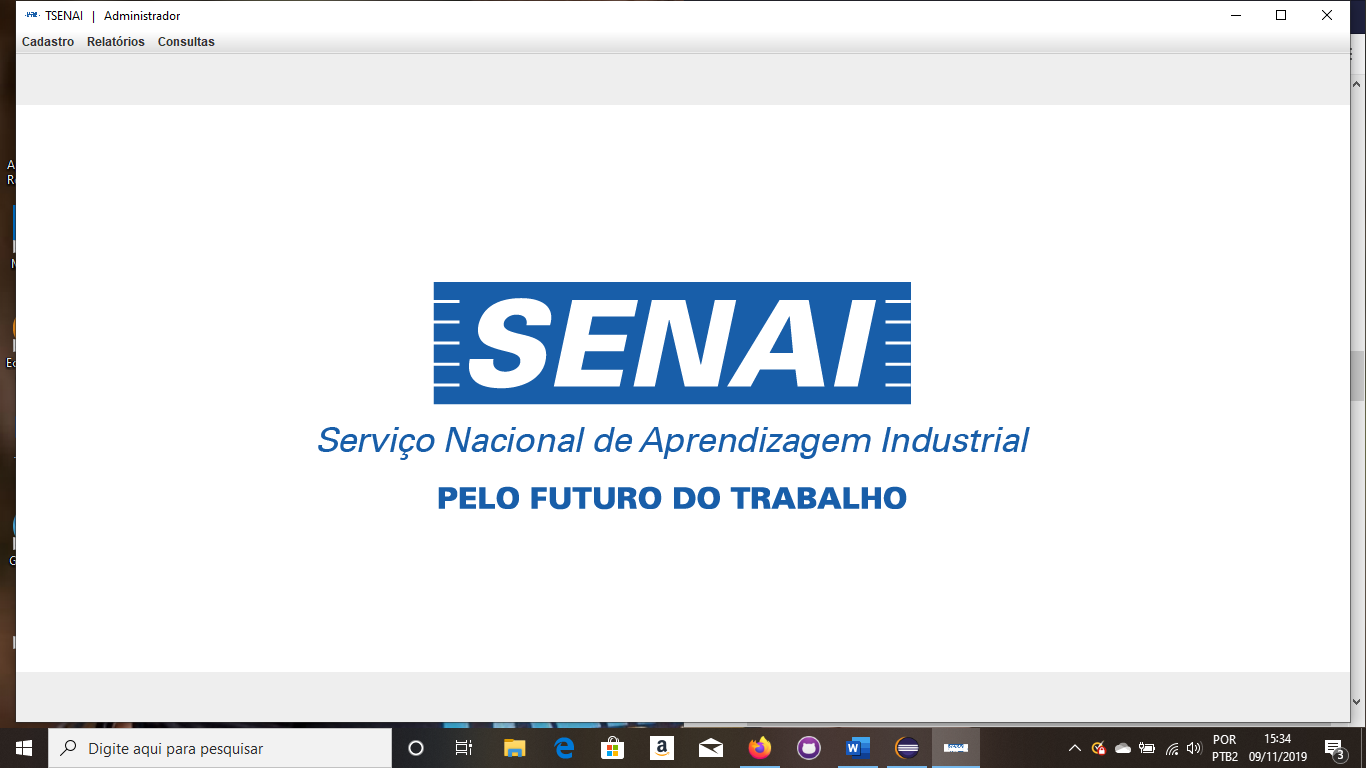 TSENAI | Administrador
Cadastro Relatórios Consultas
SENAI
Serviço Nacional de Aprendizagem Industrial
PELO FUTURO DO TRABALHO
Digite aqui para pesquisar
POR
PTB2
15:34
09/11/2019
3